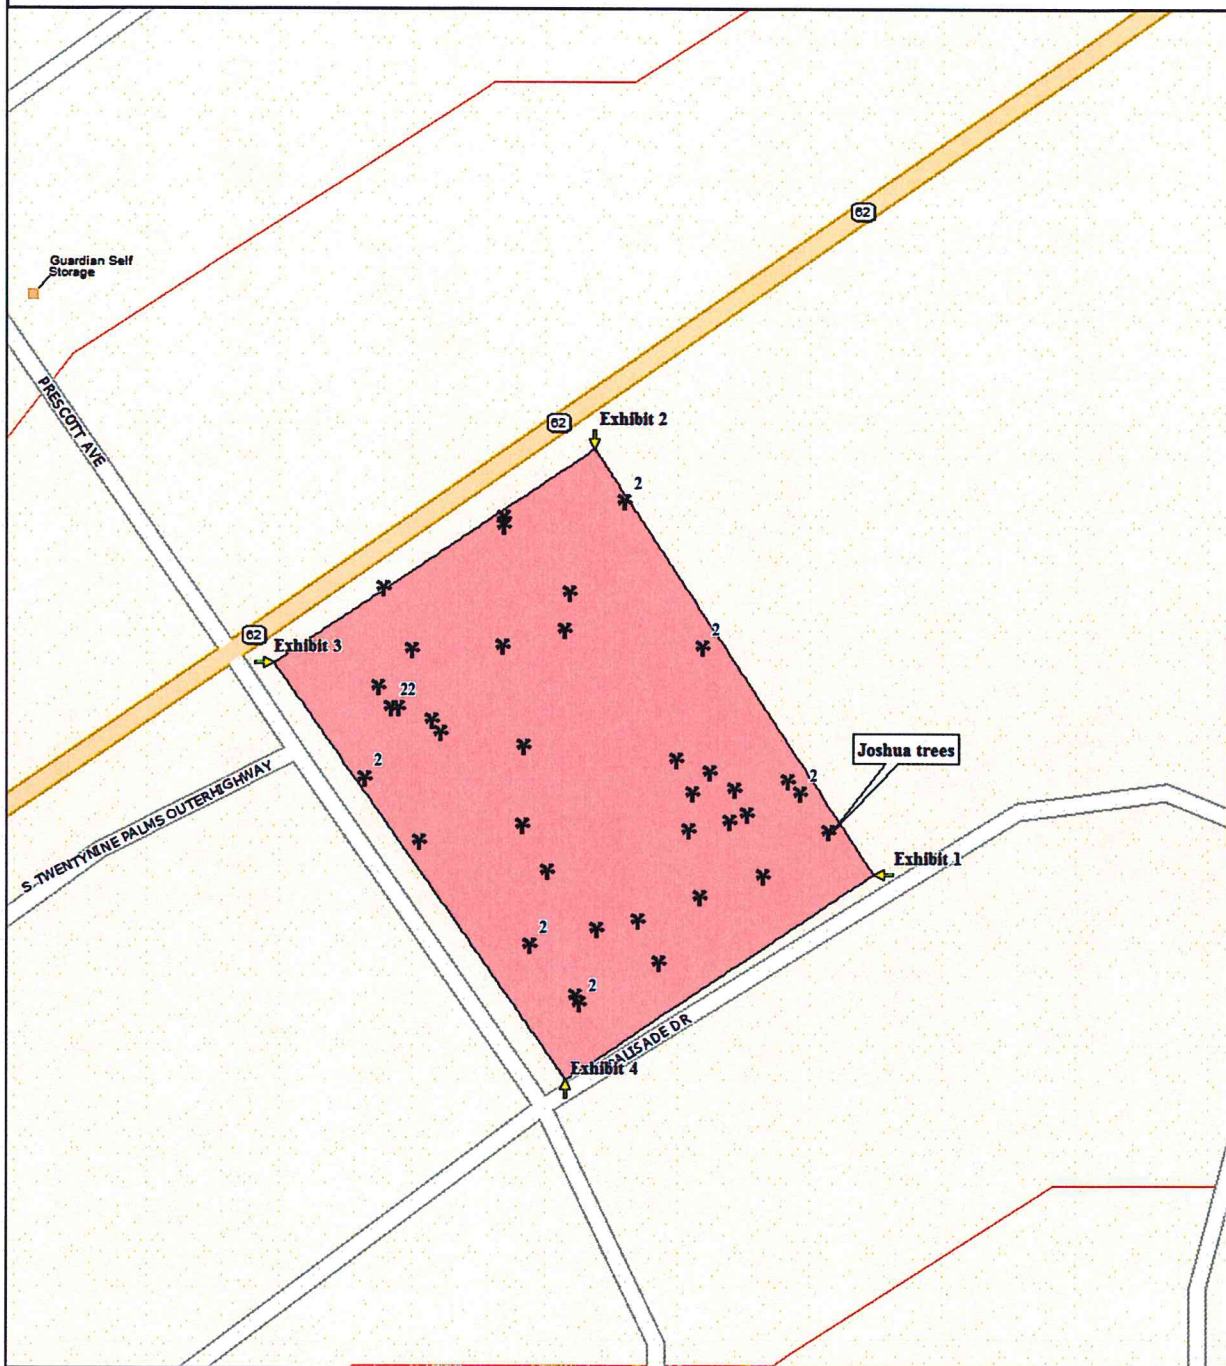 Guardian Self
Storage
62
PRESCOTT AVE
62
Exhibit 2
2
62
Exhibit 3
2
22
2
Joshua trees
2
S TWENTYNINE PALMS OUTERHIGHWAY
Exhibit 1
2
2
PALISADE DR
Exhibit 4